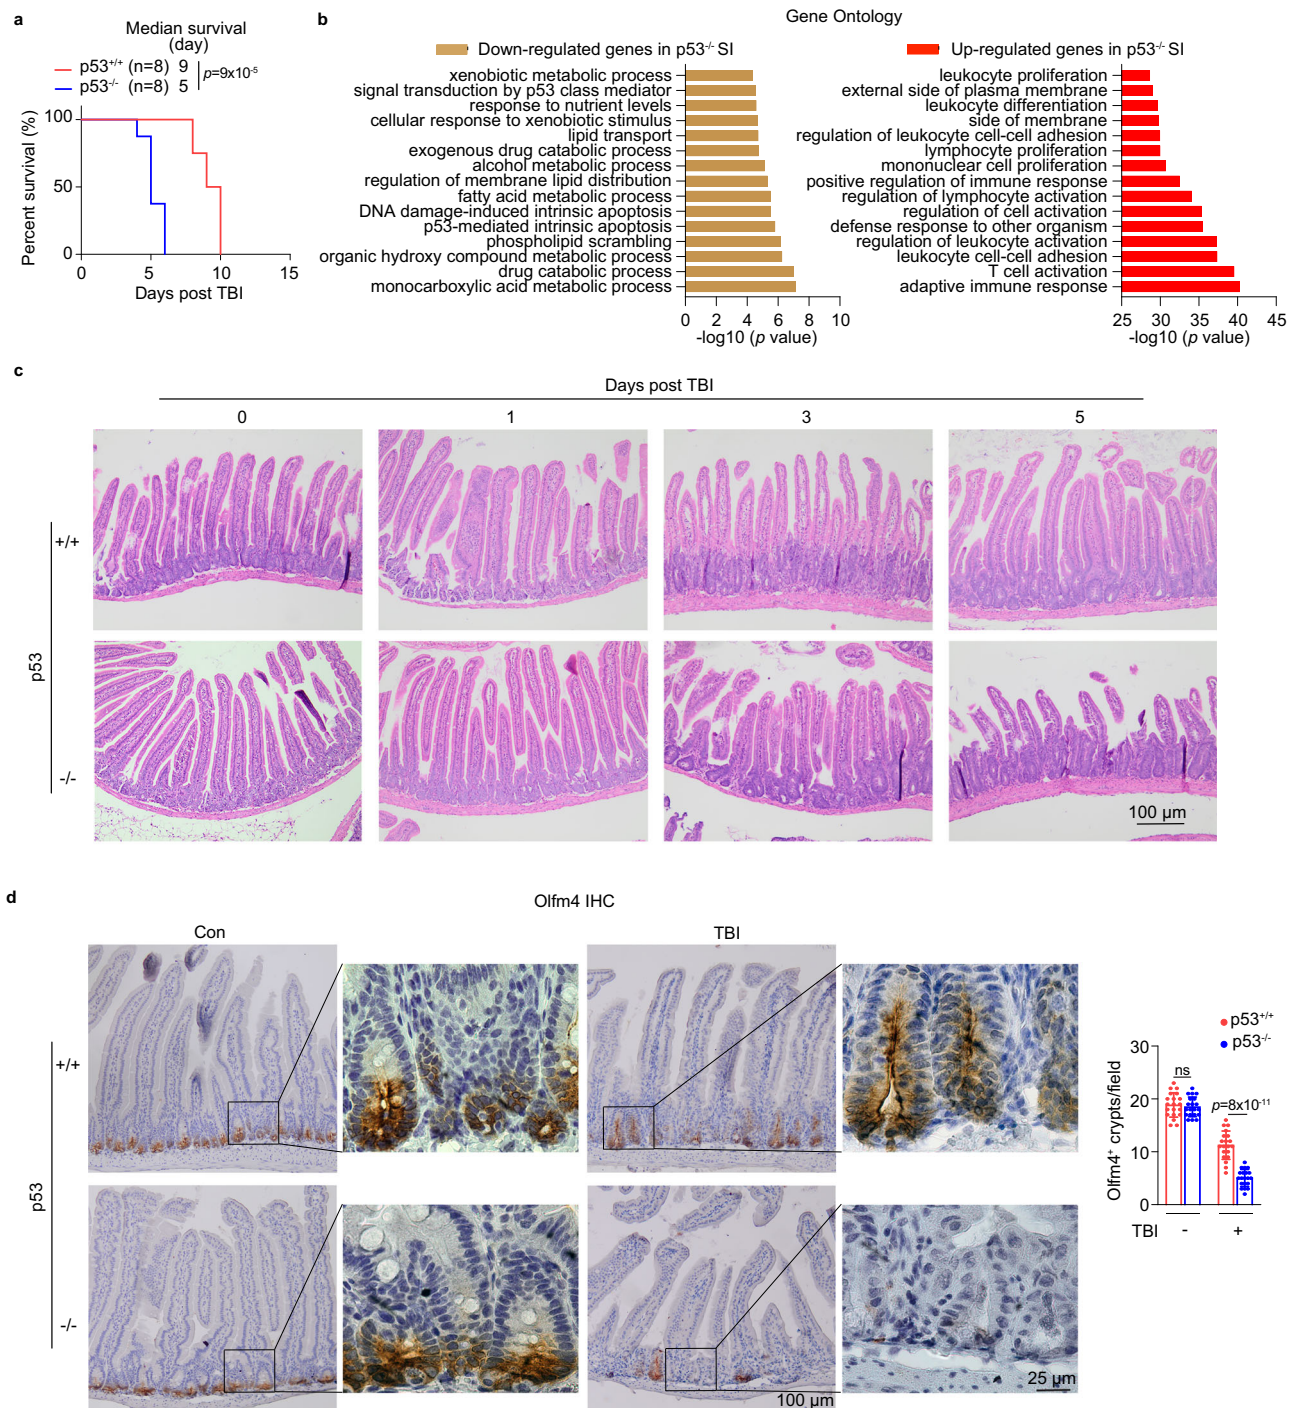 a
Median survival
(day)
p53+/+ (n=8) 9
p53-/- (n=8) 5
p=9x10-5
Percent survival (%)
100
50
0
0 5 10 15
Days post TBI
b
Gene Ontology
Down-regulated genes in p53-/- SI
xenobiotic metabolic process
signal transduction by p53 class mediator
response to nutrient levels
cellular response to xenobiotic stimulus
lipid transport
exogenous drug catabolic process
alcohol metabolic process
regulation of membrane lipid distribution
fatty acid metabolic process
DNA damage-induced intrinsic apoptosis
p53-mediated intrinsic apoptosis
phospholipid scrambling
organic hydroxy compound metabolic process
drug catabolic process
monocarboxylic acid metabolic process
0 2 4 6 8 10
-log10 (p value)
Up-regulated genes in p53-/- SI
leukocyte proliferation
external side of plasma membrane
leukocyte differentiation
side of membrane
regulation of leukocyte cell-cell adhesion
lymphocyte proliferation
mononuclear cell proliferation
positive regulation of immune response
regulation of lymphocyte activation
regulation of cell activation
defense response to other organism
regulation of leukocyte activation
leukocyte cell-cell adhesion
T cell activation
adaptive immune response
25 30 35 40 45
-log10 (p value)
c
Days post TBI
0 1 3 5
p53
+/+
-/-
100 µm
d
Olfm4 IHC
Con TBI
p53
+/+
-/-
100 µm
25 µm
p53+/+
p53-/-
Olfm4+ crypts/field
30
20
10
0
ns
p=8x10-11
TBI - +